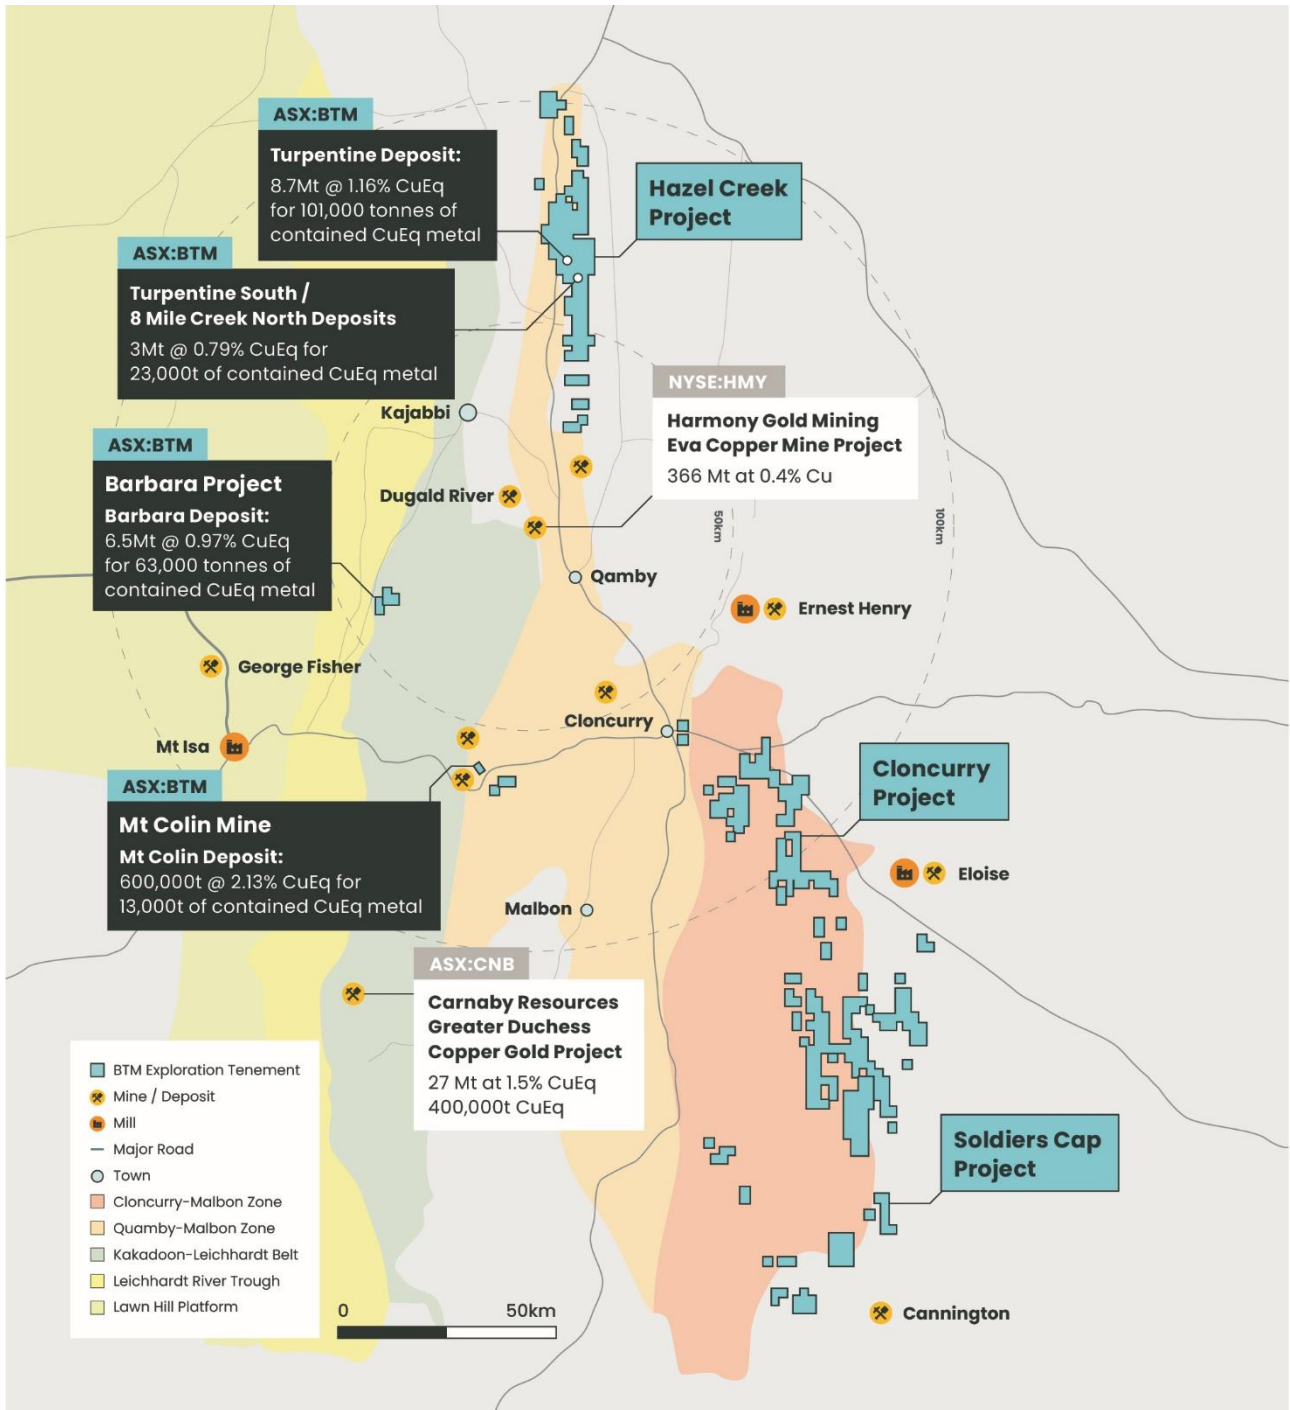 ASX:BTM
Turpentine Deposit:
8.7Mt @ 1.16% CuEq
for 101,000 tonnes of
contained CuEq metal
Hazel Creek
Project
ASX:BTM
Turpentine South /
8 Mile Creek North Deposits
3Mt @ 0.79% CuEq for
23,000t of contained CuEq metal
NYSE:HMY
Harmony Gold Mining
Eva Copper Mine Project
366 Mt at 0.4% Cu
Kajabbi
ASX:BTM
Barbara Project
Barbara Deposit:
6.5Mt @ 0.97% CuEq
for 63,000 tonnes of
contained CuEq metal
Dugald River
50km
100km
Qamby
Ernest Henry
George Fisher
Cloncurry
Mt Isa
Cloncurry
Project
ASX:BTM
Mt Colin Mine
Mt Colin Deposit:
600,000t @ 2.13% CuEq for
13,000t of contained CuEq metal
Eloise
Malbon
ASX:CNB
Carnaby Resources
Greater Duchess
Copper Gold Project
27 Mt at 1.5% CuEq
400,000t CuEq
BTM Exploration Tenement
Mine / Deposit
Mill
Major Road
Town
Cloncurry-Malbon Zone
Quamby-Malbon Zone
Kakadoon-Leichhardt Belt
Leichhardt River Trough
Lawn Hill Platform
Soldiers Cap
Project
0
50km
Cannington